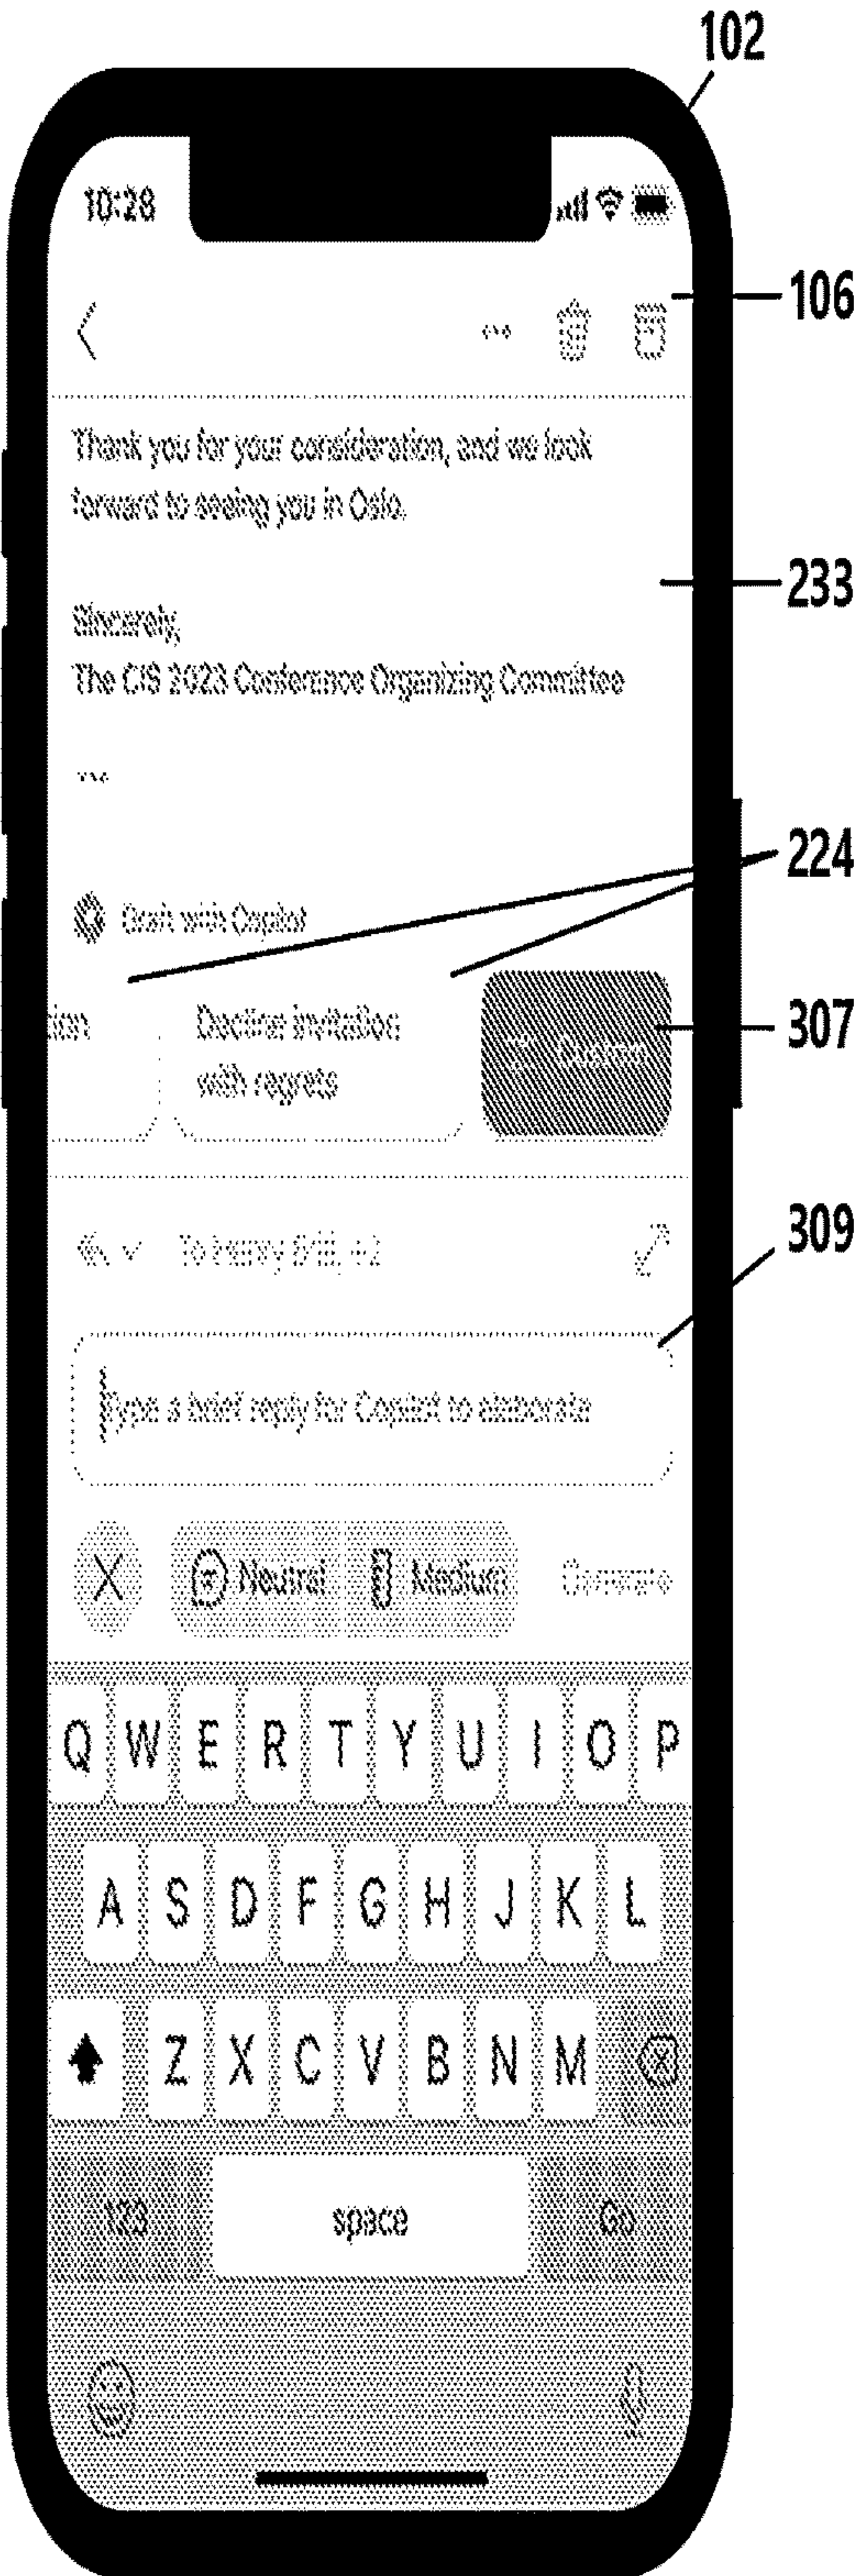 102
10:28
106
Thank you for your consideration, and we look
forward to seeing you in Oslo.
233
Sincerely,
The CIS 2023 Conference Organizing Committee
224
Draft with Copilot
Decline invitation
with regrets
Custom
307
309
Type a brief reply for Copilot to elaborate
Neutral
Medium
Generate
Q W E R T Y U I O P
A S D F G H J K L
Z X C V B N M
123
space
Go